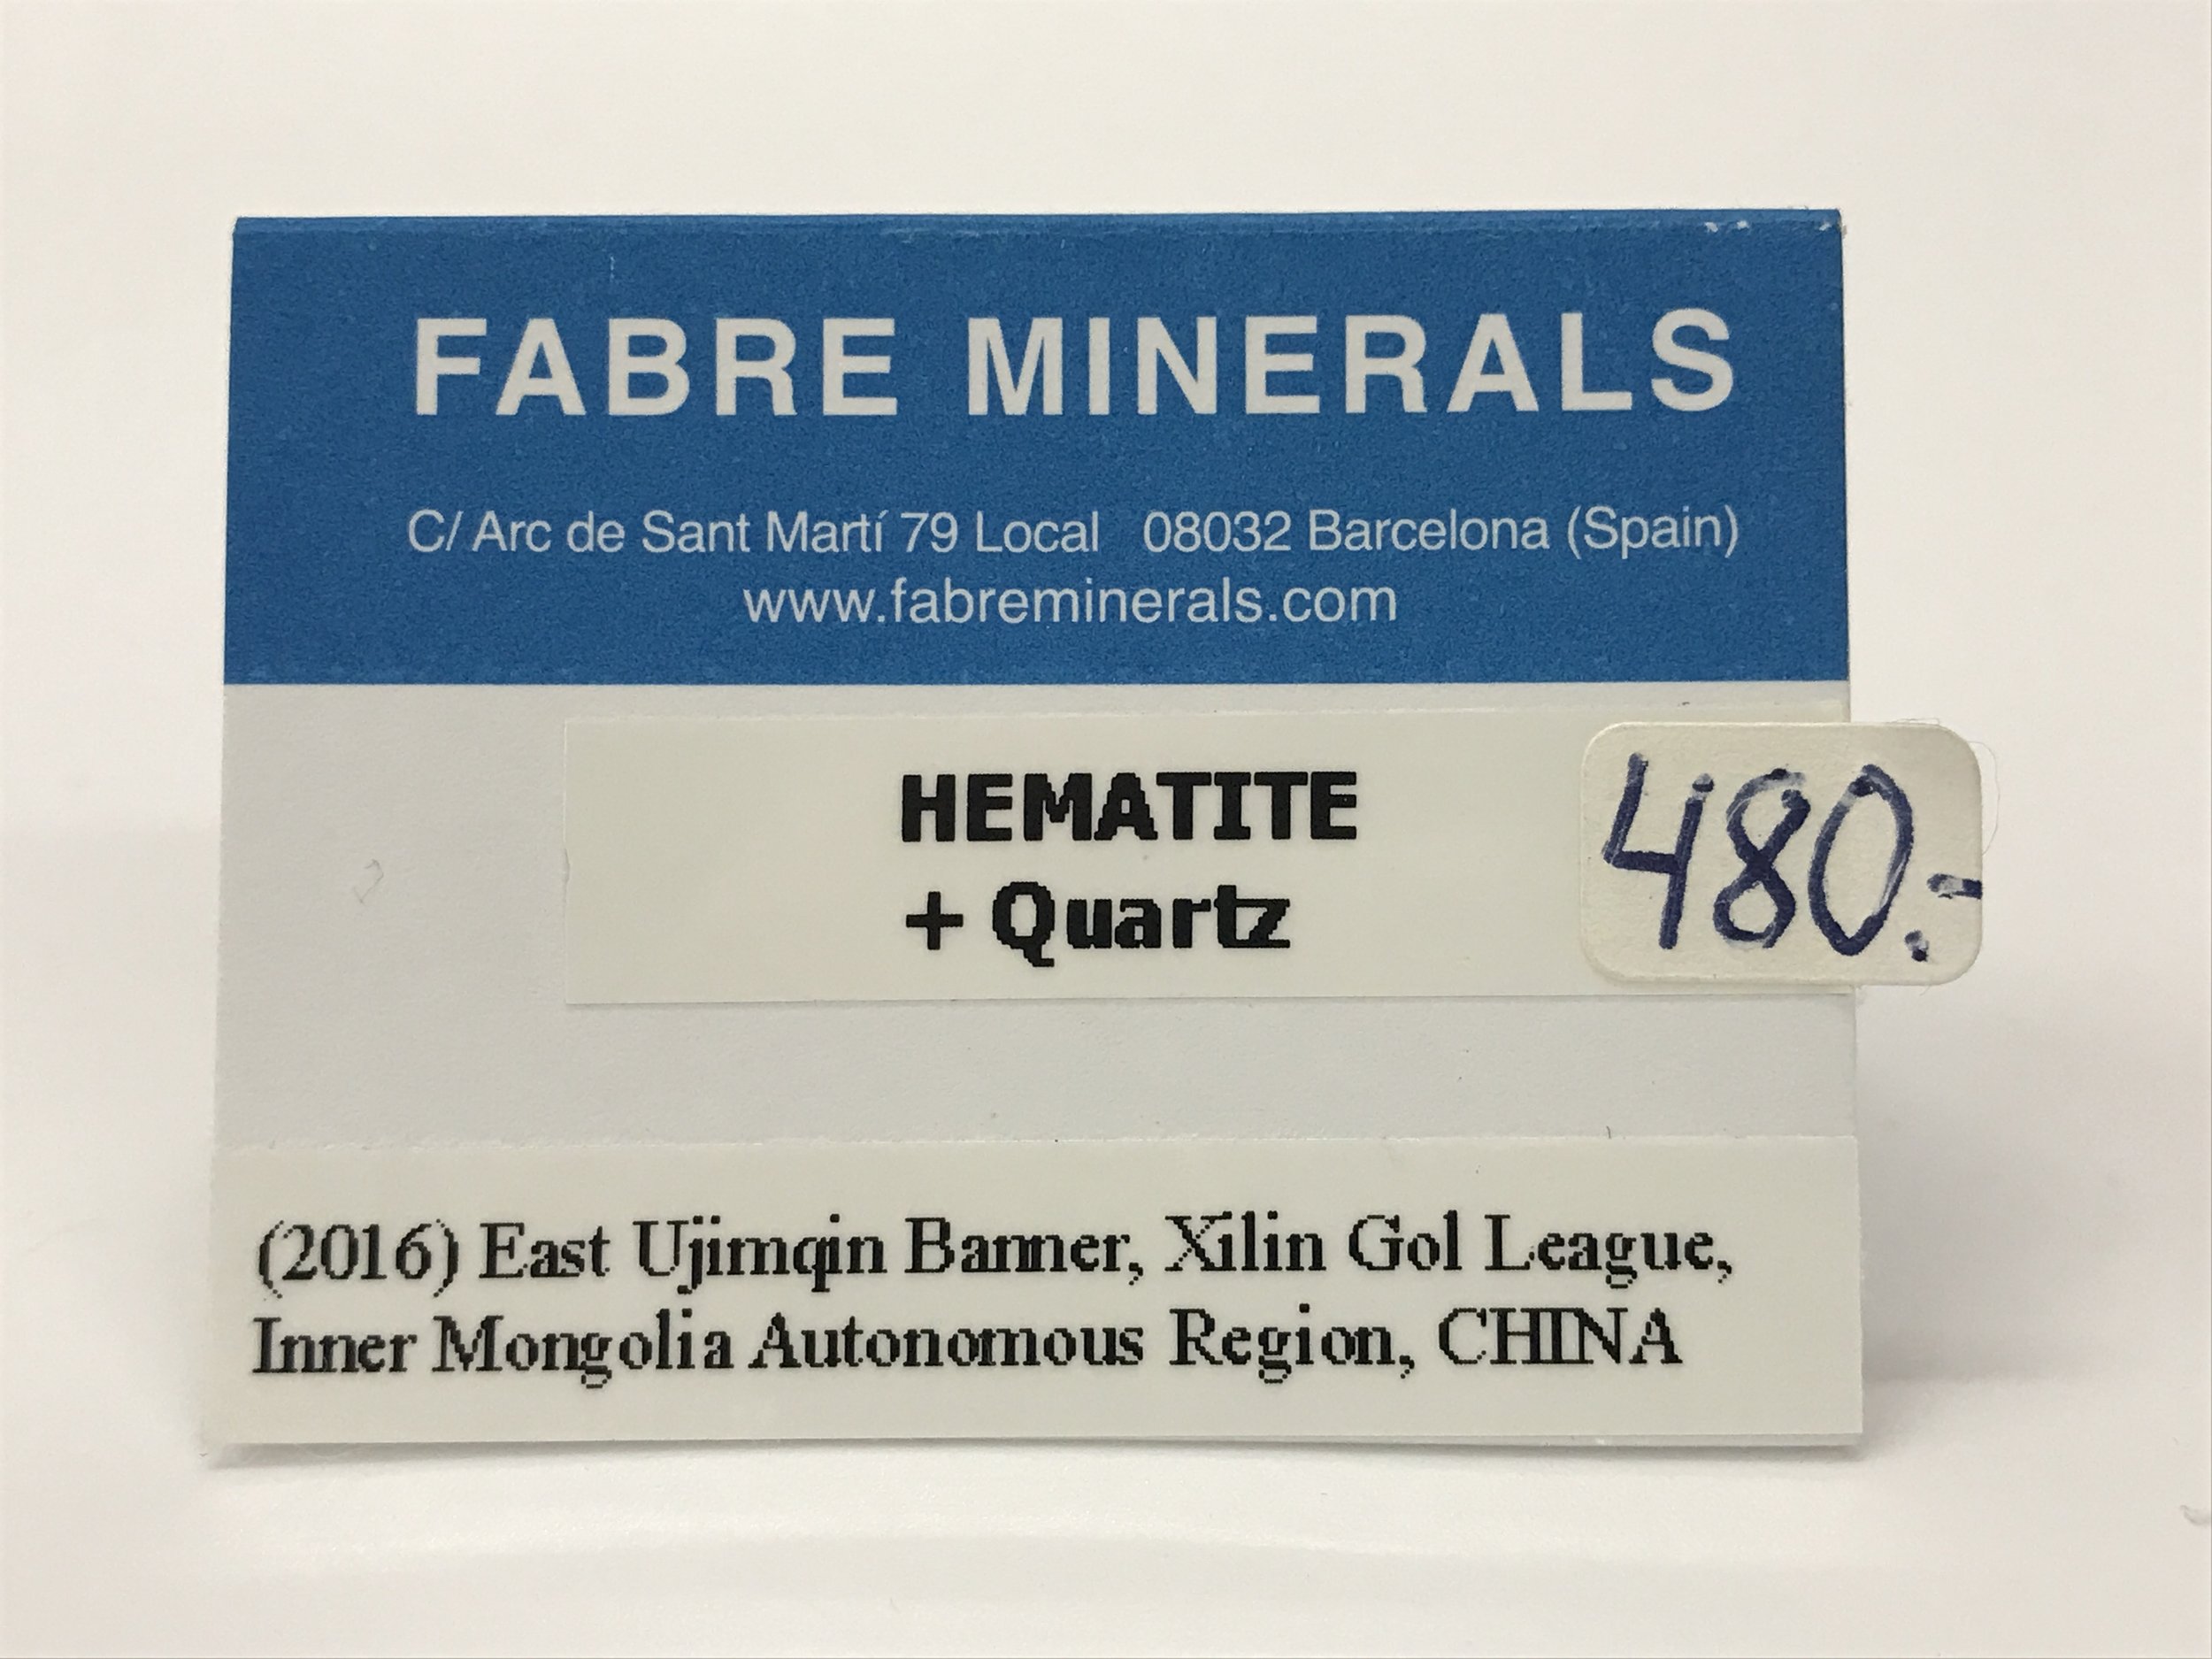 FABRE MINERALS
C/ Arc de Sant Martí 79 Local 08032 Barcelona (Spain)
www.fabreminerals.com
HEMATITE
+ Quartz
480.-
(2016) East Ujimqin Banner, Xilin Gol League,
Inner Mongolia Autonomous Region, CHINA